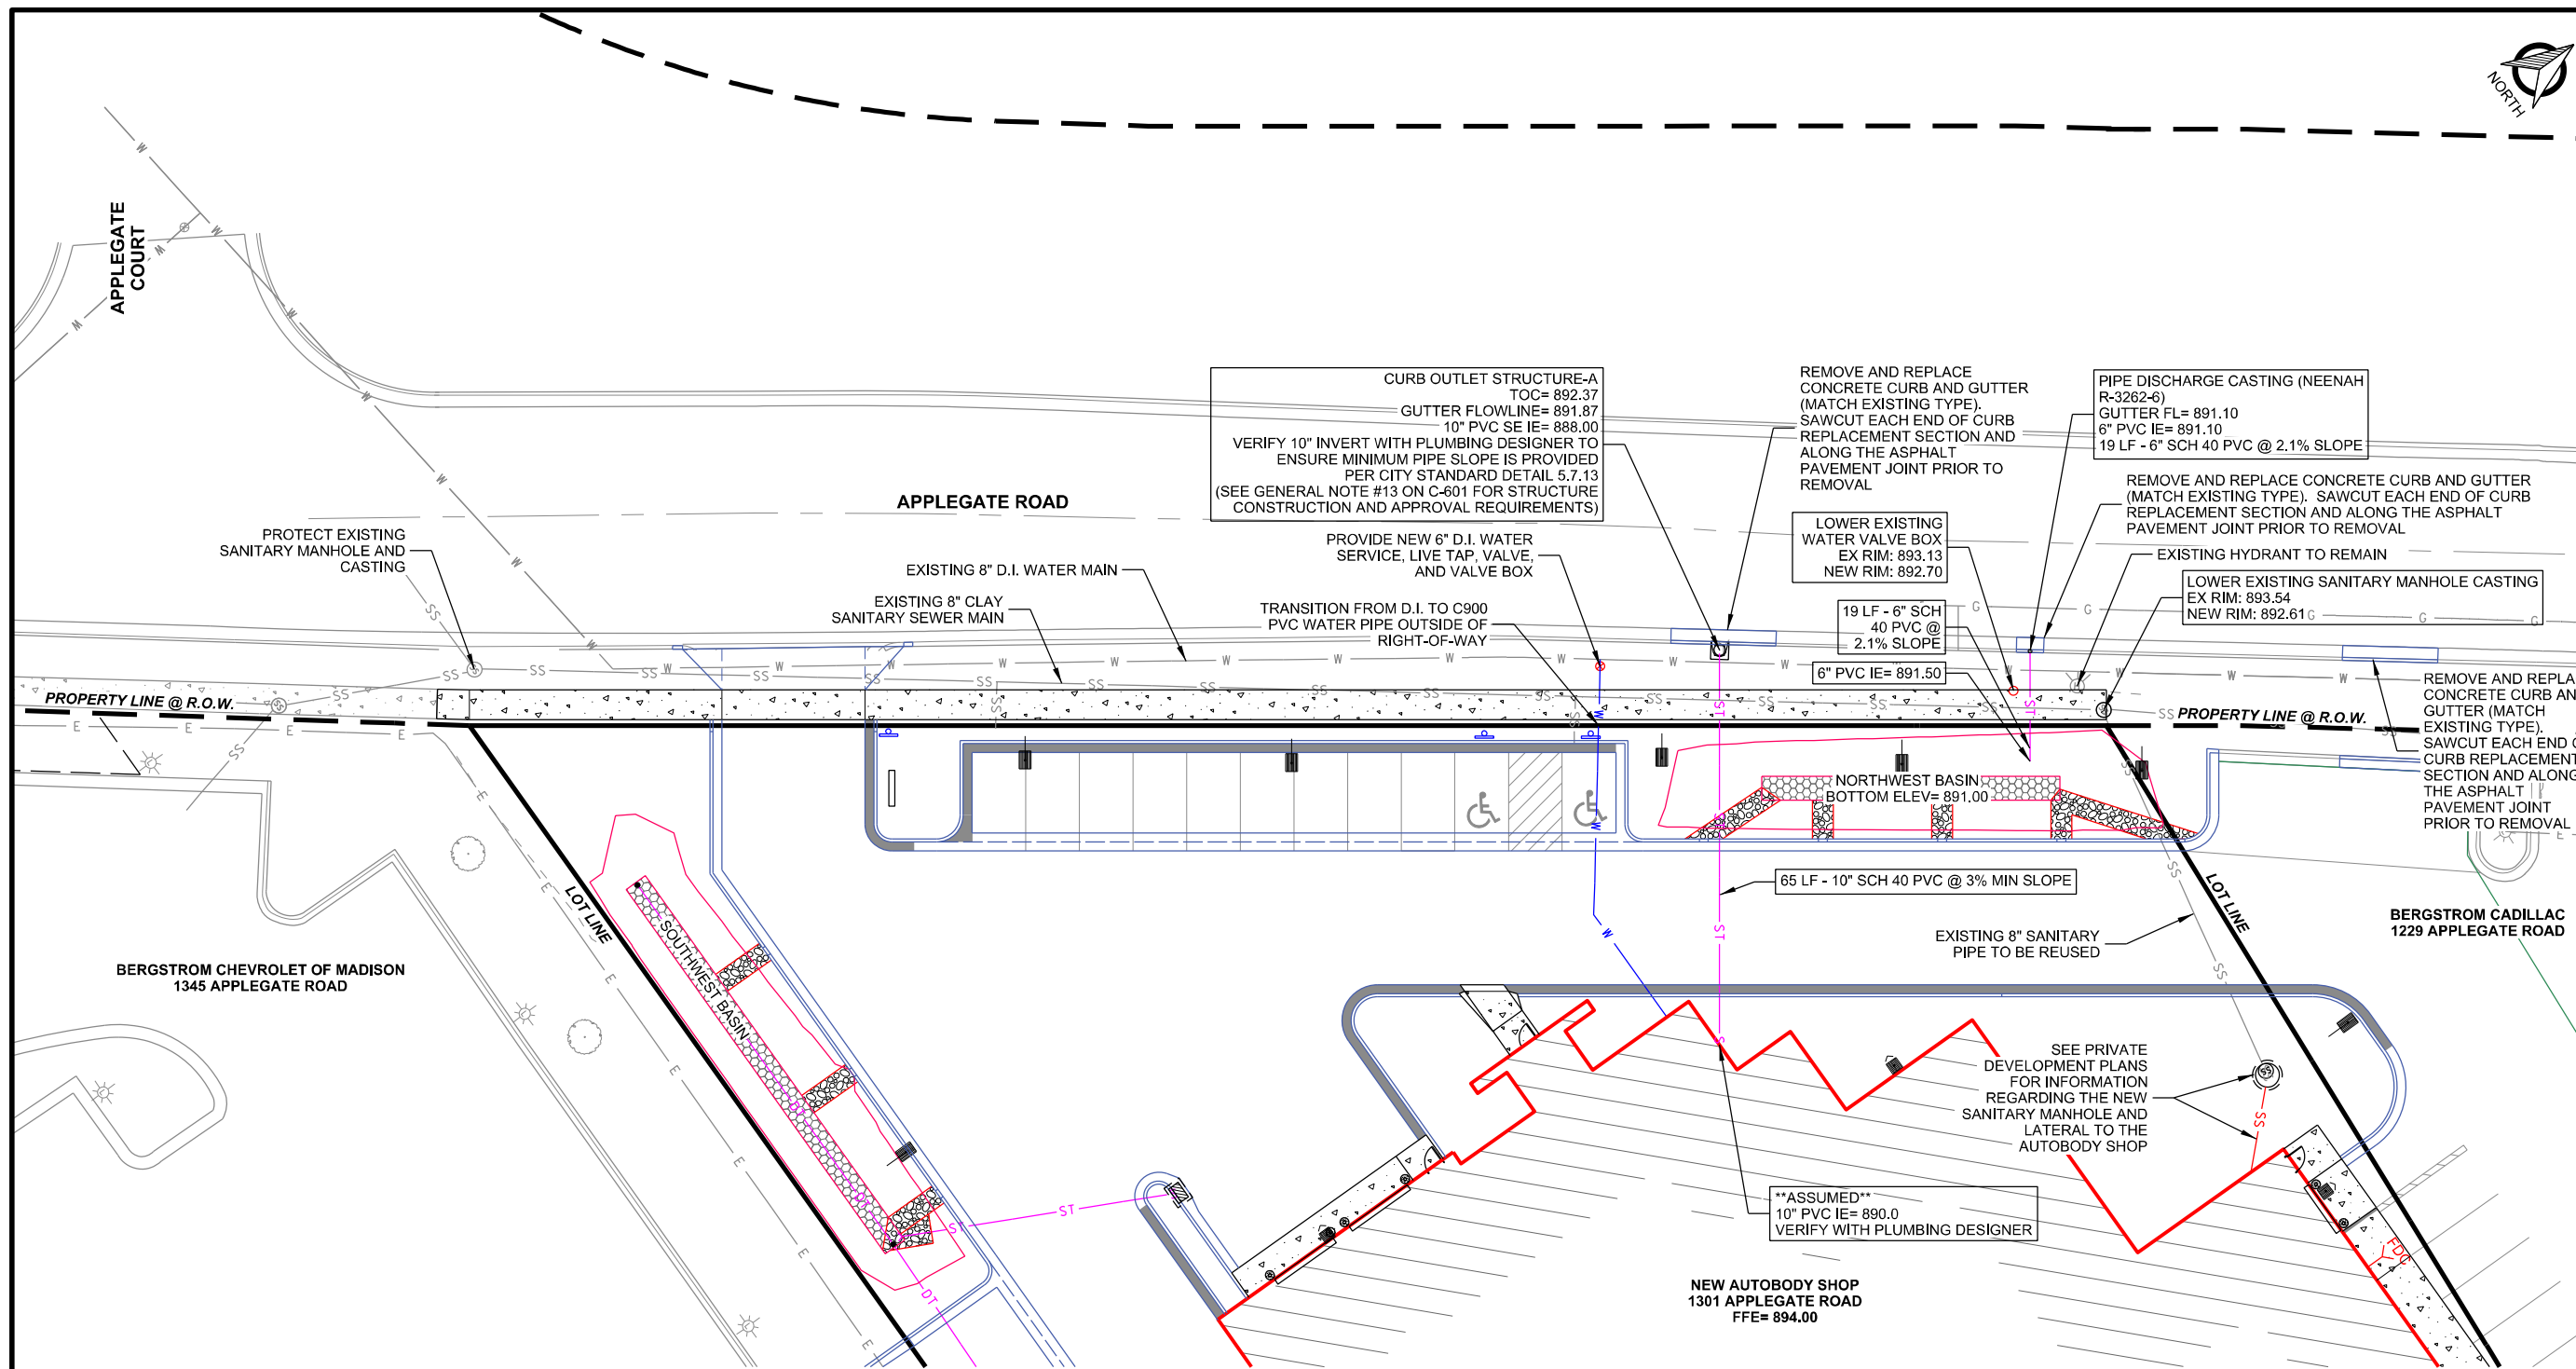 NORTH
APPLEGATE
COURT
CURB OUTLET STRUCTURE-A
TOC= 892.37
GUTTER FLOWLINE= 891.87
10" PVC SE IE= 888.00
VERIFY 10" INVERT WITH PLUMBING DESIGNER TO
ENSURE MINIMUM PIPE SLOPE IS PROVIDED
PER CITY STANDARD DETAIL 5.7.13
(SEE GENERAL NOTE #13 ON C-601 FOR STRUCTURE
CONSTRUCTION AND APPROVAL REQUIREMENTS)
REMOVE AND REPLACE
CONCRETE CURB AND GUTTER
(MATCH EXISTING TYPE).
SAWCUT EACH END OF CURB
REPLACEMENT SECTION AND
ALONG THE ASPHALT
PAVEMENT JOINT PRIOR TO
REMOVAL
PIPE DISCHARGE CASTING (NEENAH
R-3262-6)
GUTTER FL= 891.10
6" PVC IE= 891.10
19 LF - 6" SCH 40 PVC @ 2.1% SLOPE
REMOVE AND REPLACE CONCRETE CURB AND GUTTER
(MATCH EXISTING TYPE). SAWCUT EACH END OF CURB
REPLACEMENT SECTION AND ALONG THE ASPHALT
PAVEMENT JOINT PRIOR TO REMOVAL
APPLEGATE ROAD
PROTECT EXISTING
SANITARY MANHOLE AND
CASTING
EXISTING 8" D.I. WATER MAIN
EXISTING 8" CLAY
SANITARY SEWER MAIN
PROVIDE NEW 6" D.I. WATER
SERVICE, LIVE TAP, VALVE,
AND VALVE BOX
TRANSITION FROM D.I. TO C900
PVC WATER PIPE OUTSIDE OF
RIGHT-OF-WAY
LOWER EXISTING
WATER VALVE BOX
EX RIM: 893.13
NEW RIM: 892.70
EXISTING HYDRANT TO REMAIN
LOWER EXISTING SANITARY MANHOLE CASTING
EX RIM: 893.54
NEW RIM: 892.61
19 LF - 6" SCH
40 PVC @
2.1% SLOPE
6" PVC IE= 891.50
PROPERTY LINE @ R.O.W.
PROPERTY LINE @ R.O.W.
REMOVE AND REPLA
CONCRETE CURB AN
GUTTER (MATCH
EXISTING TYPE).
SAWCUT EACH END O
CURB REPLACEMENT
SECTION AND ALONG
THE ASPHALT
PAVEMENT JOINT
PRIOR TO REMOVAL
NORTHWEST BASIN
BOTTOM ELEV= 891.00
65 LF - 10" SCH 40 PVC @ 3% MIN SLOPE
LOT LINE
LOT LINE
SOUTHWEST BASIN
BERGSTROM CADILLAC
1229 APPLEGATE ROAD
EXISTING 8" SANITARY
PIPE TO BE REUSED
BERGSTROM CHEVROLET OF MADISON
1345 APPLEGATE ROAD
SEE PRIVATE
DEVELOPMENT PLANS
FOR INFORMATION
REGARDING THE NEW
SANITARY MANHOLE AND
LATERAL TO THE
AUTOBODY SHOP
**ASSUMED**
10" PVC IE= 890.0
VERIFY WITH PLUMBING DESIGNER
FDC
NEW AUTOBODY SHOP
1301 APPLEGATE ROAD
FFE= 894.00